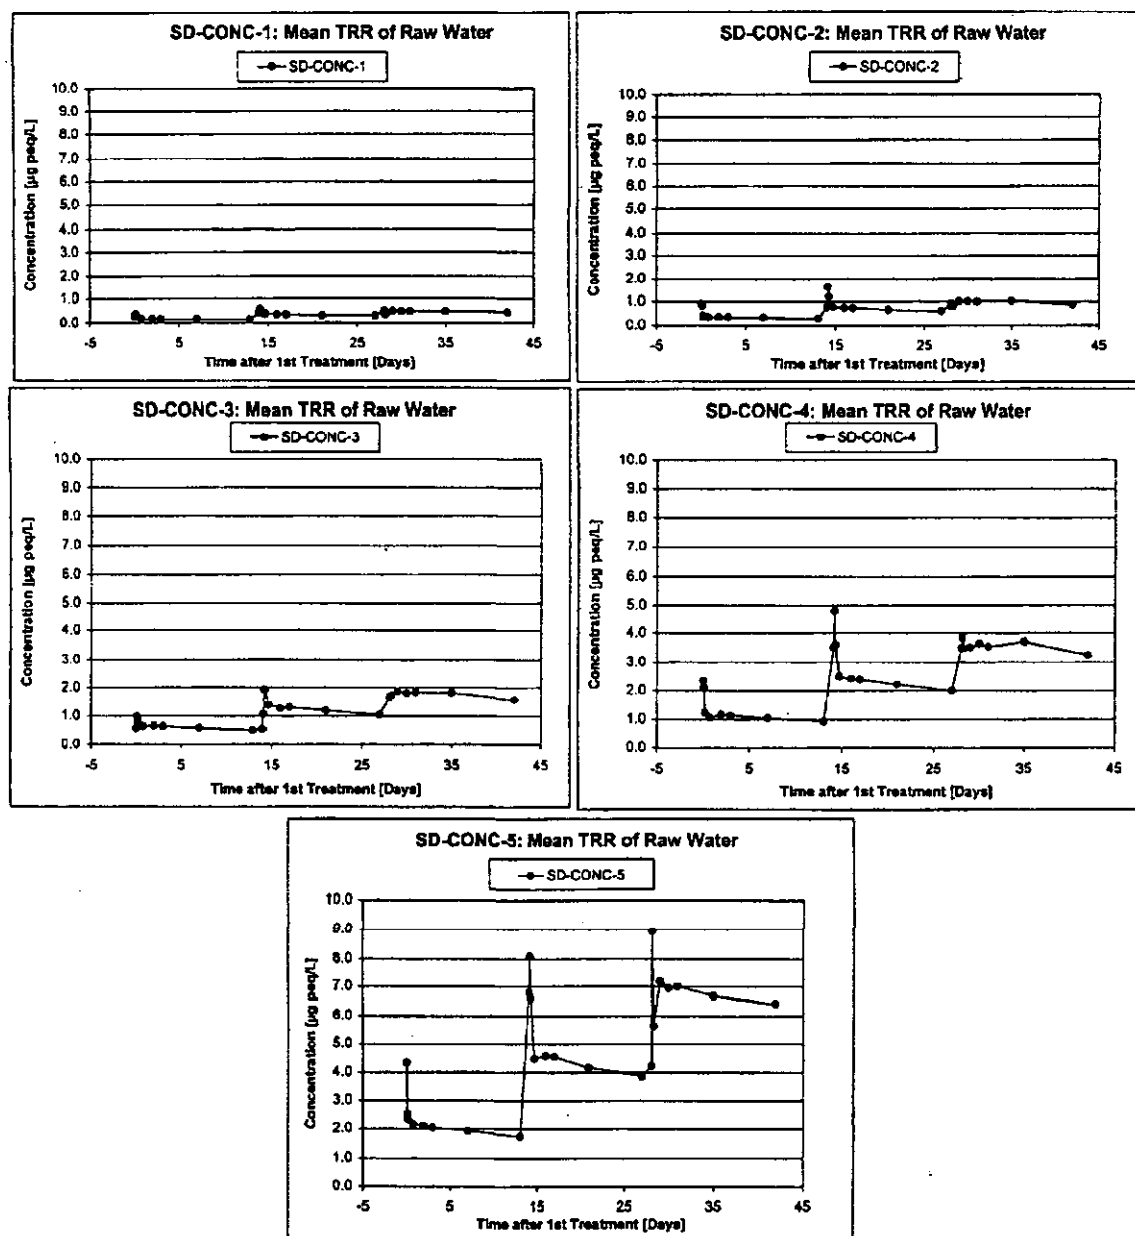 SD-CONC-1: Mean TRR of Raw Water
SD-CONC-1
10.0
9.0
8.0
7.0
6.0
5.0
4.0
3.0
2.0
1.0
0.0
Concentration [µg peq/L]
-5 5 15 25 35 45
Time after 1st Treatment [Days]
SD-CONC-2: Mean TRR of Raw Water
SD-CONC-2
10.0
9.0
8.0
7.0
6.0
5.0
4.0
3.0
2.0
1.0
0.0
Concentration [µg peq/L]
-5 5 15 25 35 45
Time after 1st Treatment [Days]
SD-CONC-3: Mean TRR of Raw Water
SD-CONC-3
10.0
9.0
8.0
7.0
6.0
5.0
4.0
3.0
2.0
1.0
0.0
Concentration [µg peq/L]
-5 5 15 25 35 45
Time after 1st Treatment [Days]
SD-CONC-4: Mean TRR of Raw Water
SD-CONC-4
10.0
9.0
8.0
7.0
6.0
5.0
4.0
3.0
2.0
1.0
0.0
Concentration [µg peq/L]
-5 5 15 25 35 45
Time after 1st Treatment [Days]
SD-CONC-5: Mean TRR of Raw Water
SD-CONC-5
10.0
9.0
8.0
7.0
6.0
5.0
4.0
3.0
2.0
1.0
0.0
Concentration [µg peq/L]
-5 5 15 25 35 45
Time after 1st Treatment [Days]